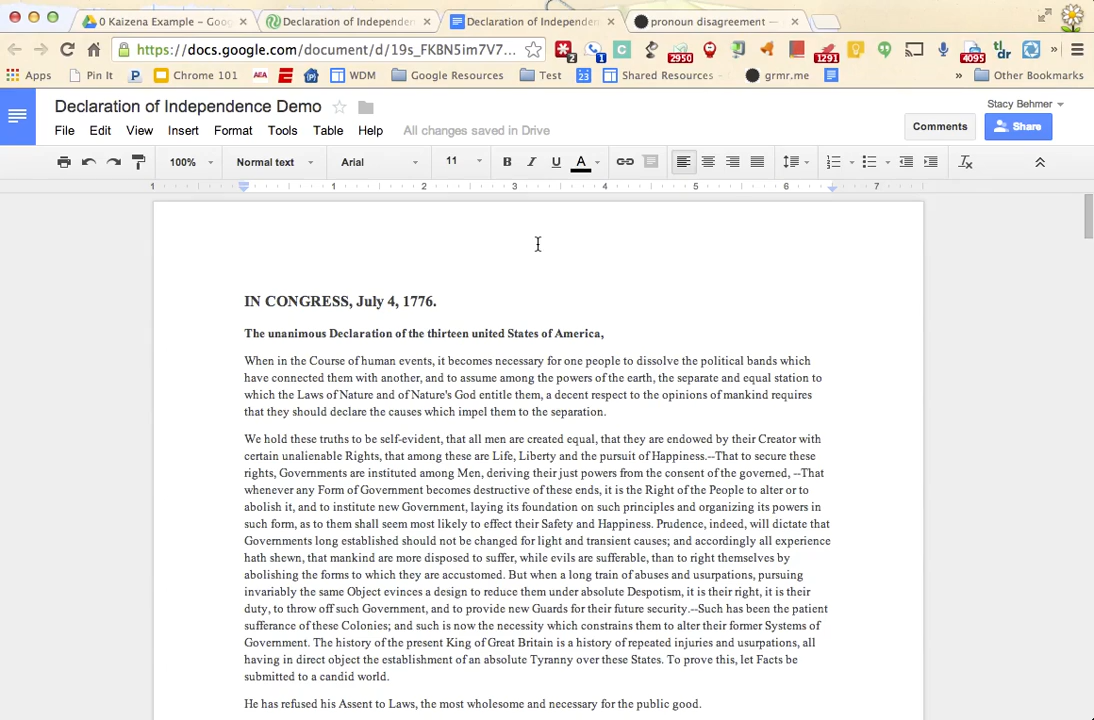 0 Kaizena Example – Goo
Declaration of Independen
Declaration of Independen
pronoun disagreement —
https://docs.google.com/document/d/19s_FKBN5im7V7...
2
1
2950
1291
4095
tl;dr
Apps
Pin It
Chrome 101
AEA
WDM
Google Resources
Test
23
Shared Resources
grmr.me
»
Other Bookmarks
Declaration of Independence Demo
Stacy Behmer
File Edit View Insert Format Tools Table Help All changes saved in Drive
Comments
Share
100% Normal text Arial 11 B I U A
1 1 2 3 4 5 6 7
IN CONGRESS, July 4, 1776.
The unanimous Declaration of the thirteen united States of America,
When in the Course of human events, it becomes necessary for one people to dissolve the political bands which
have connected them with another, and to assume among the powers of the earth, the separate and equal station to
which the Laws of Nature and of Nature's God entitle them, a decent respect to the opinions of mankind requires
that they should declare the causes which impel them to the separation.
We hold these truths to be self-evident, that all men are created equal, that they are endowed by their Creator with
certain unalienable Rights, that among these are Life, Liberty and the pursuit of Happiness.--That to secure these
rights, Governments are instituted among Men, deriving their just powers from the consent of the governed, --That
whenever any Form of Government becomes destructive of these ends, it is the Right of the People to alter or to
abolish it, and to institute new Government, laying its foundation on such principles and organizing its powers in
such form, as to them shall seem most likely to effect their Safety and Happiness. Prudence, indeed, will dictate that
Governments long established should not be changed for light and transient causes; and accordingly all experience
hath shewn, that mankind are more disposed to suffer, while evils are sufferable, than to right themselves by
abolishing the forms to which they are accustomed. But when a long train of abuses and usurpations, pursuing
invariably the same Object evinces a design to reduce them under absolute Despotism, it is their right, it is their
duty, to throw off such Government, and to provide new Guards for their future security.--Such has been the patient
sufferance of these Colonies; and such is now the necessity which constrains them to alter their former Systems of
Government. The history of the present King of Great Britain is a history of repeated injuries and usurpations, all
having in direct object the establishment of an absolute Tyranny over these States. To prove this, let Facts be
submitted to a candid world.
He has refused his Assent to Laws, the most wholesome and necessary for the public good.